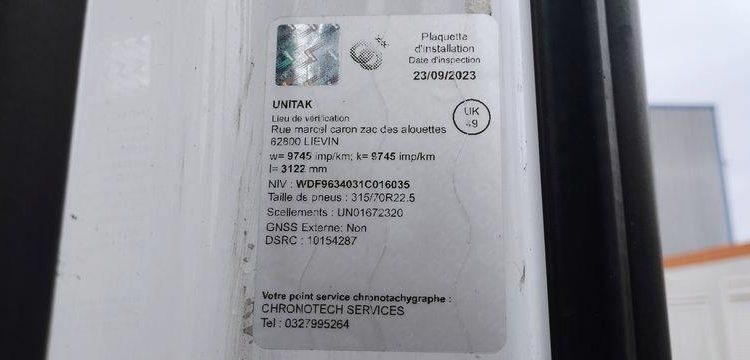 Plaquette
d'installation
Date d'inspection
23/09/2023
UNITAK
Lieu de vérification
Rue marcel caron zac des alouettes
62800 LIEVIN
UK
49
w= 9745 imp/km; k= 9745 imp/km
l= 3122 mm
NIV : WDF9634031C016035
Taille de pneus : 315/70R22.5
Scellements : UN01672320
GNSS Externe: Non
DSRC : 10154287
Votre point service chronotachygraphe :
CHRONOTECH SERVICES
Tel : 0327995264